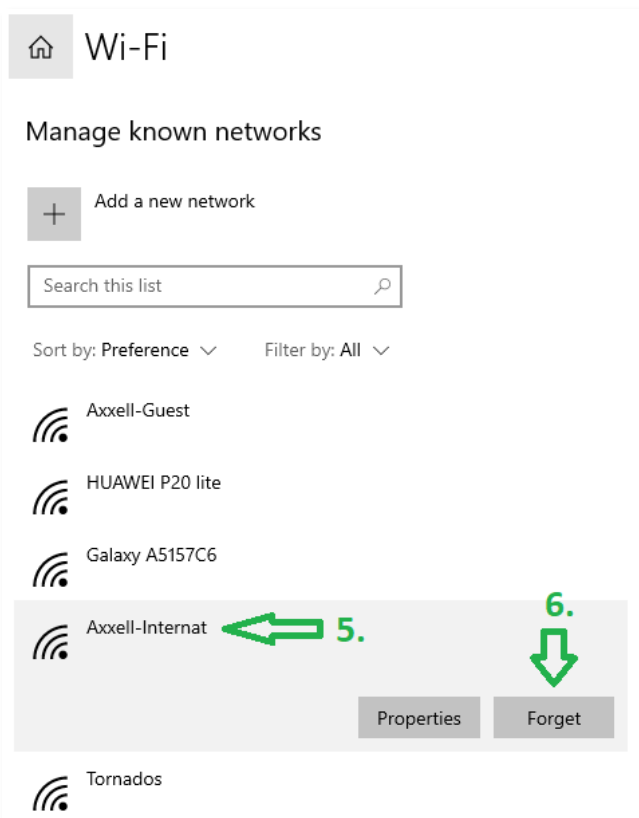 Wi-Fi
Manage known networks
Add a new network
Search this list
Sort by: Preference Filter by: All
Axxell-Guest
HUAWEI P20 lite
Galaxy A5157C6
6.
Axxell-Internat 5.
Properties Forget
Tornados